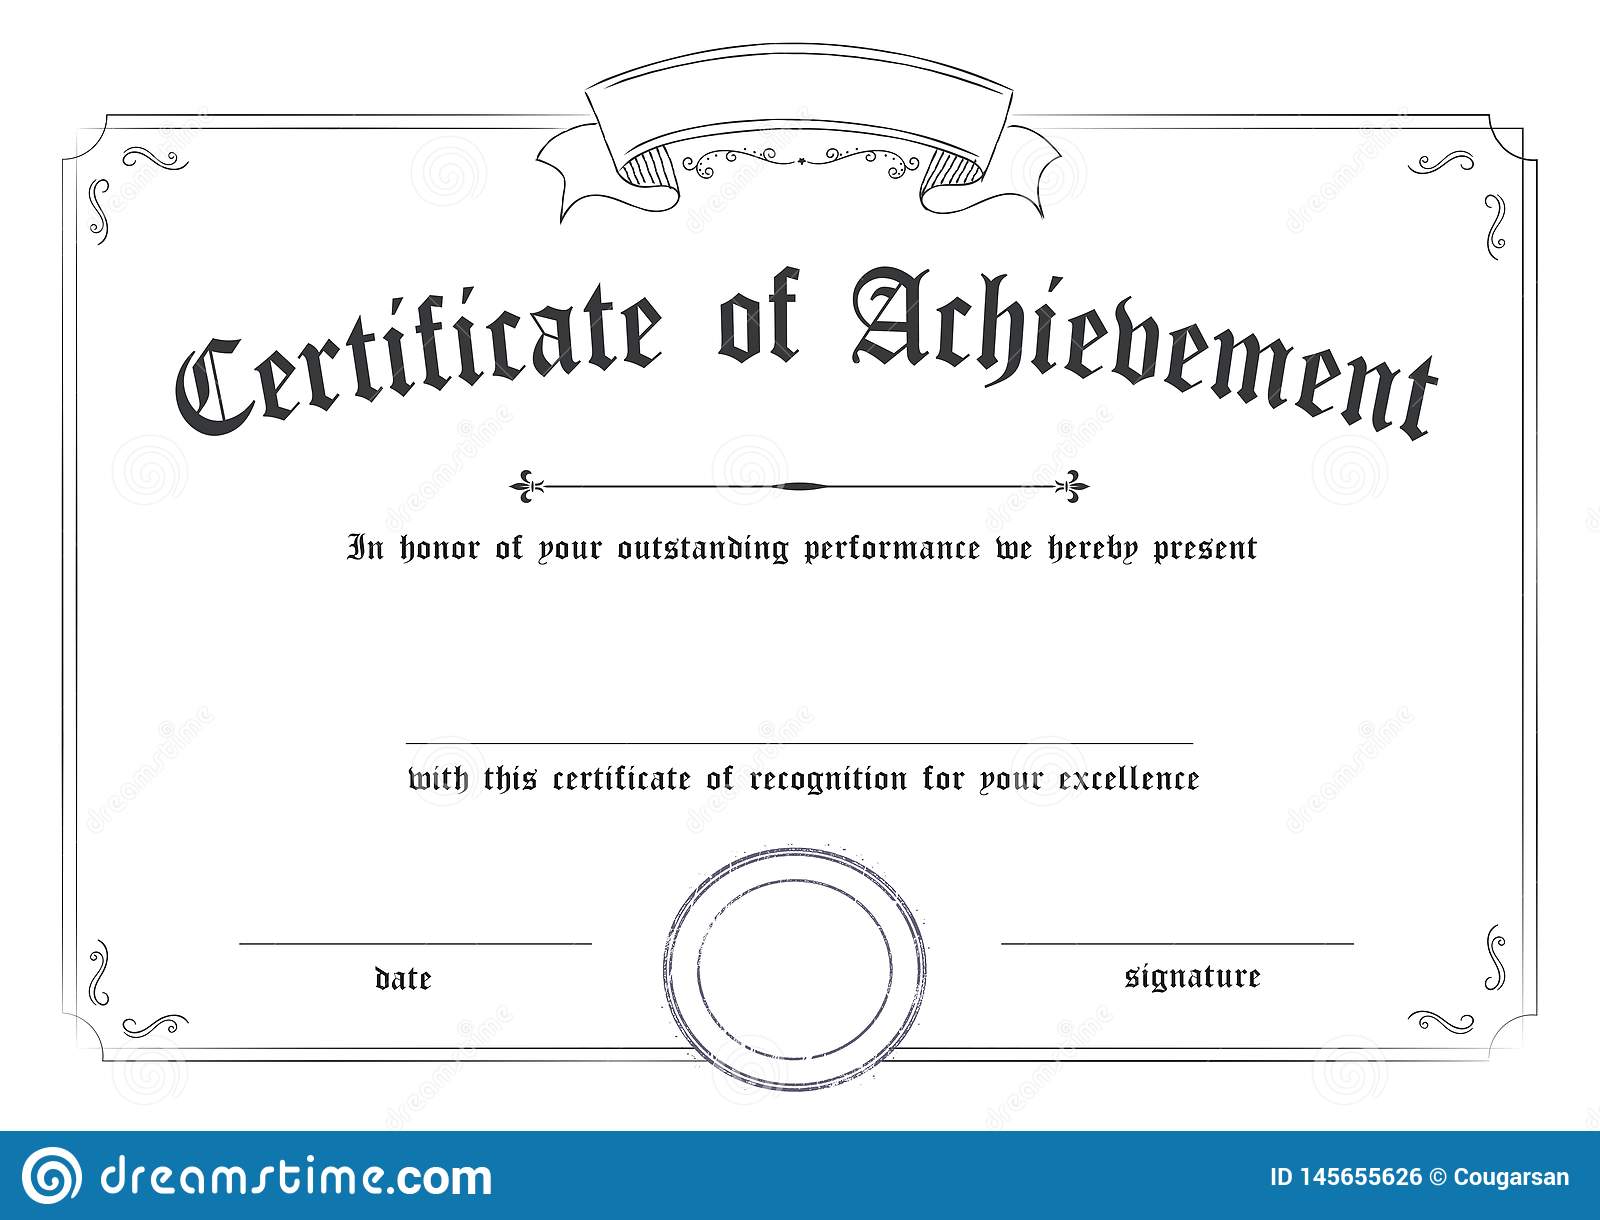 Certificate of Achievement
In honor of your outstanding performance we hereby present
with this certificate of recognition for your excellence
date
signature
dreamstime.com
ID 145655626 © Cougarsan